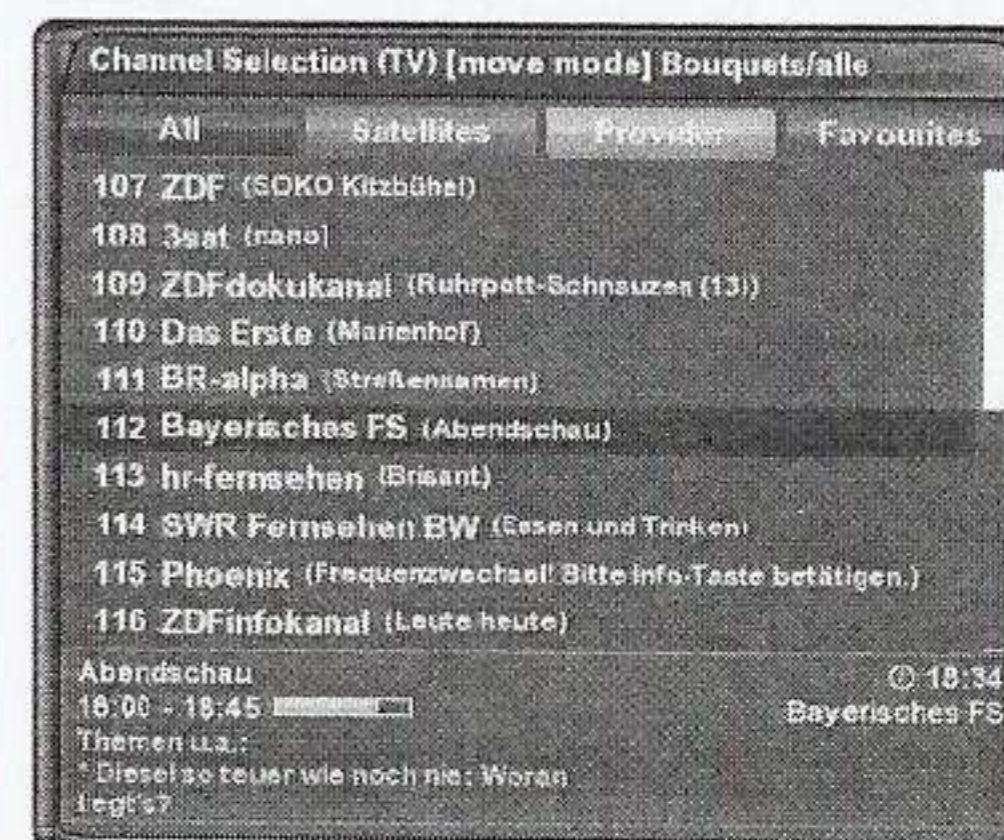 Channel Selection (TV) [move mode] Bouquets/alle
All Satellites Provider Favourites
107 ZDF (SOKO Kitzbühel)
108 3sat (nano)
109 ZDFdokukanal (Ruhrpott-Schnauzen (13))
110 Das Erste (Marienhof)
111 BR-alpha (Straßennamen)
112 Bayerisches FS (Abendschau)
113 hr-fernsehen (Brisant)
114 SWR Fernsehen BW (Essen und Trinken)
115 Phoenix (Frequenzwechsel! Bitte Info-Taste betätigen.)
116 ZDFinfokanal (Leute heute)
Abendschau 18:34
18:00 - 18:45 Bayerisches FS
Themen u.a.:
* Diesel so teuer wie noch nie: Woran
liegt's?